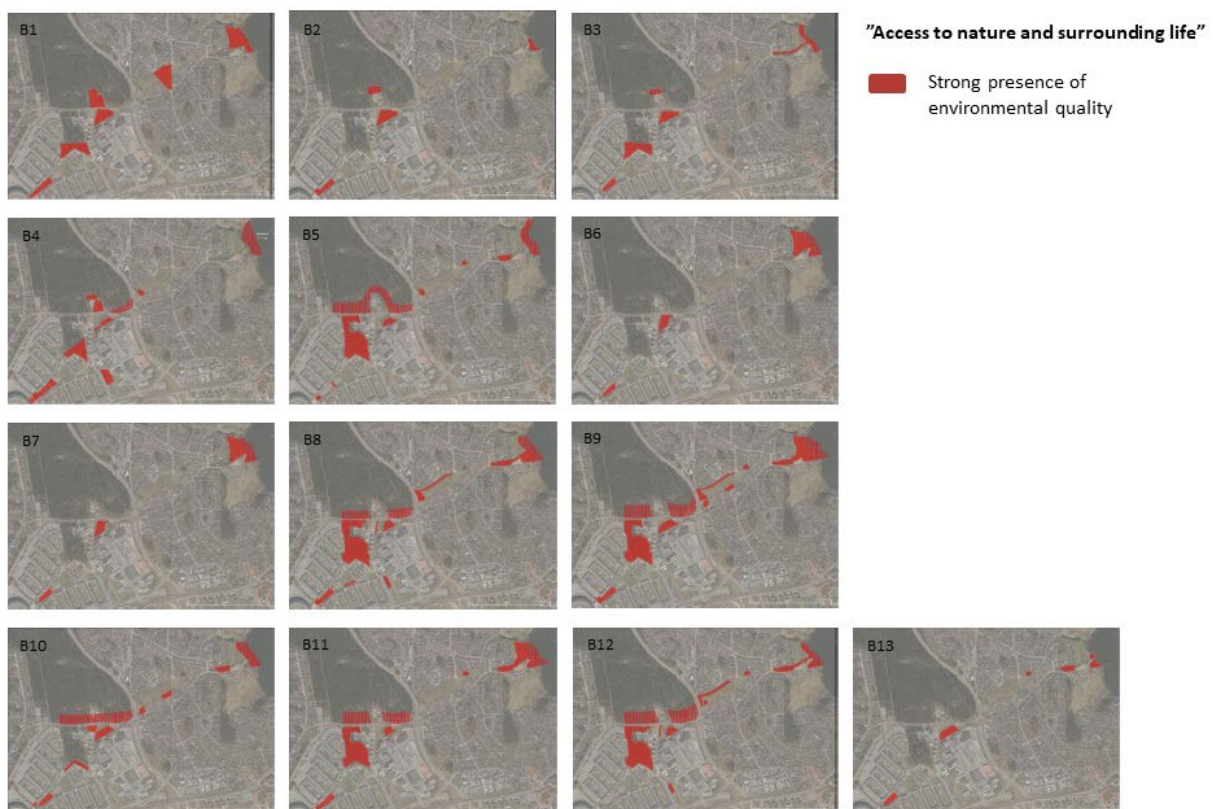 B1
B2
B3
"Access to nature and surrounding life"
Strong presence of
environmental quality
B4
B5
B6
B7
B8
B9
B10
B11
B12
B13